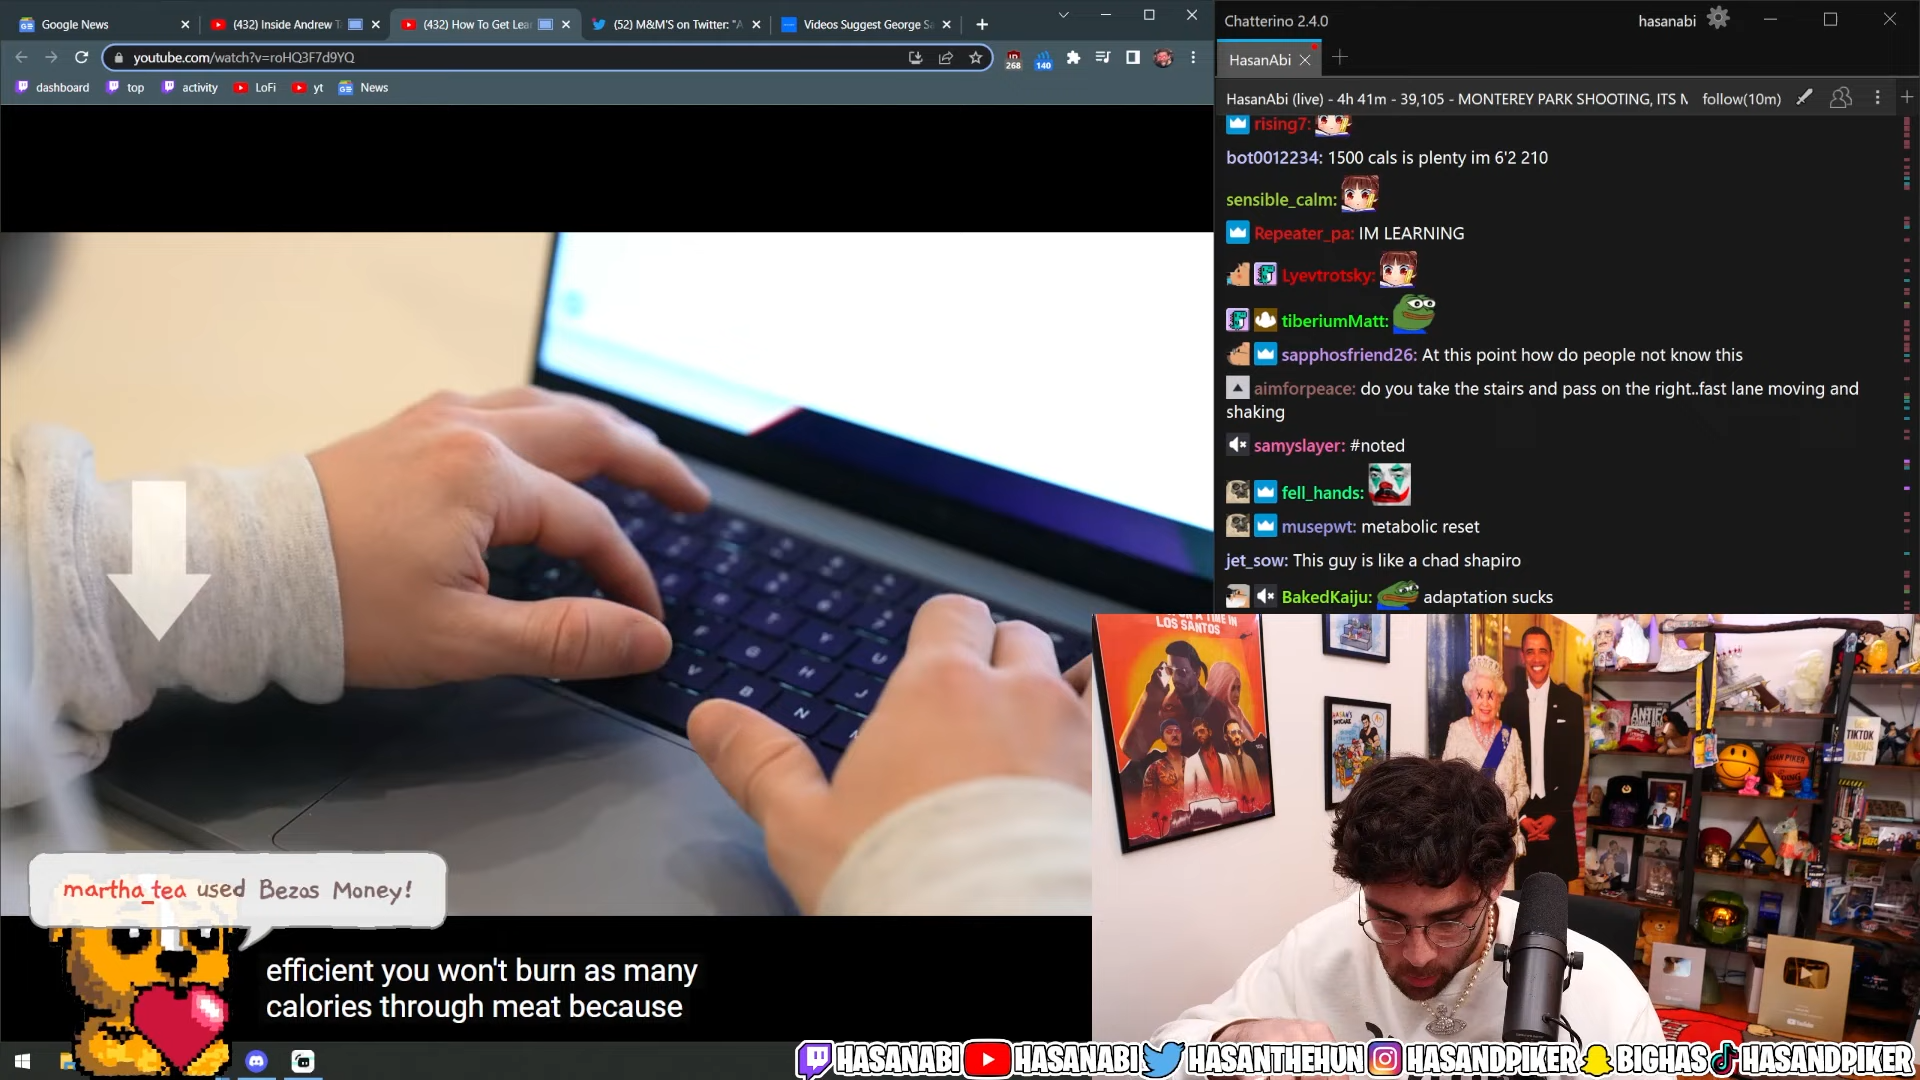 Google News
(432) Inside Andrew T
(432) How To Get Lea
(52) M&M'S on Twitter: "A
Videos Suggest George Sa
Chatterino 2.4.0
hasanabi
youtube.com/watch?v=roHQ3F7d9YQ
268
140
HasanAbi
dashboard
top
activity
LoFi
yt
News
HasanAbi (live) - 4h 41m - 39,105 - MONTEREY PARK SHOOTING, ITS M
follow(10m)
rising7:
bot0012234: 1500 cals is plenty im 6'2 210
sensible_calm:
Repeater_pa: IM LEARNING
Lyevtrotsky:
tiberiumMatt:
sapphosfriend26: At this point how do people not know this
aimforpeace: do you take the stairs and pass on the right..fast lane moving and
shaking
samyslayer: #noted
fell_hands:
musepwt: metabolic reset
jet_sow: This guy is like a chad shapiro
BakedKaiju: adaptation sucks
LOS SANTOS
TIKTOK
FAST
martha_tea used Bezos Money!
efficient you won't burn as many
calories through meat because
HASANABI HASANABI HASANTHEHUN HASANDPIKER BIGHAS HASANDPIKER